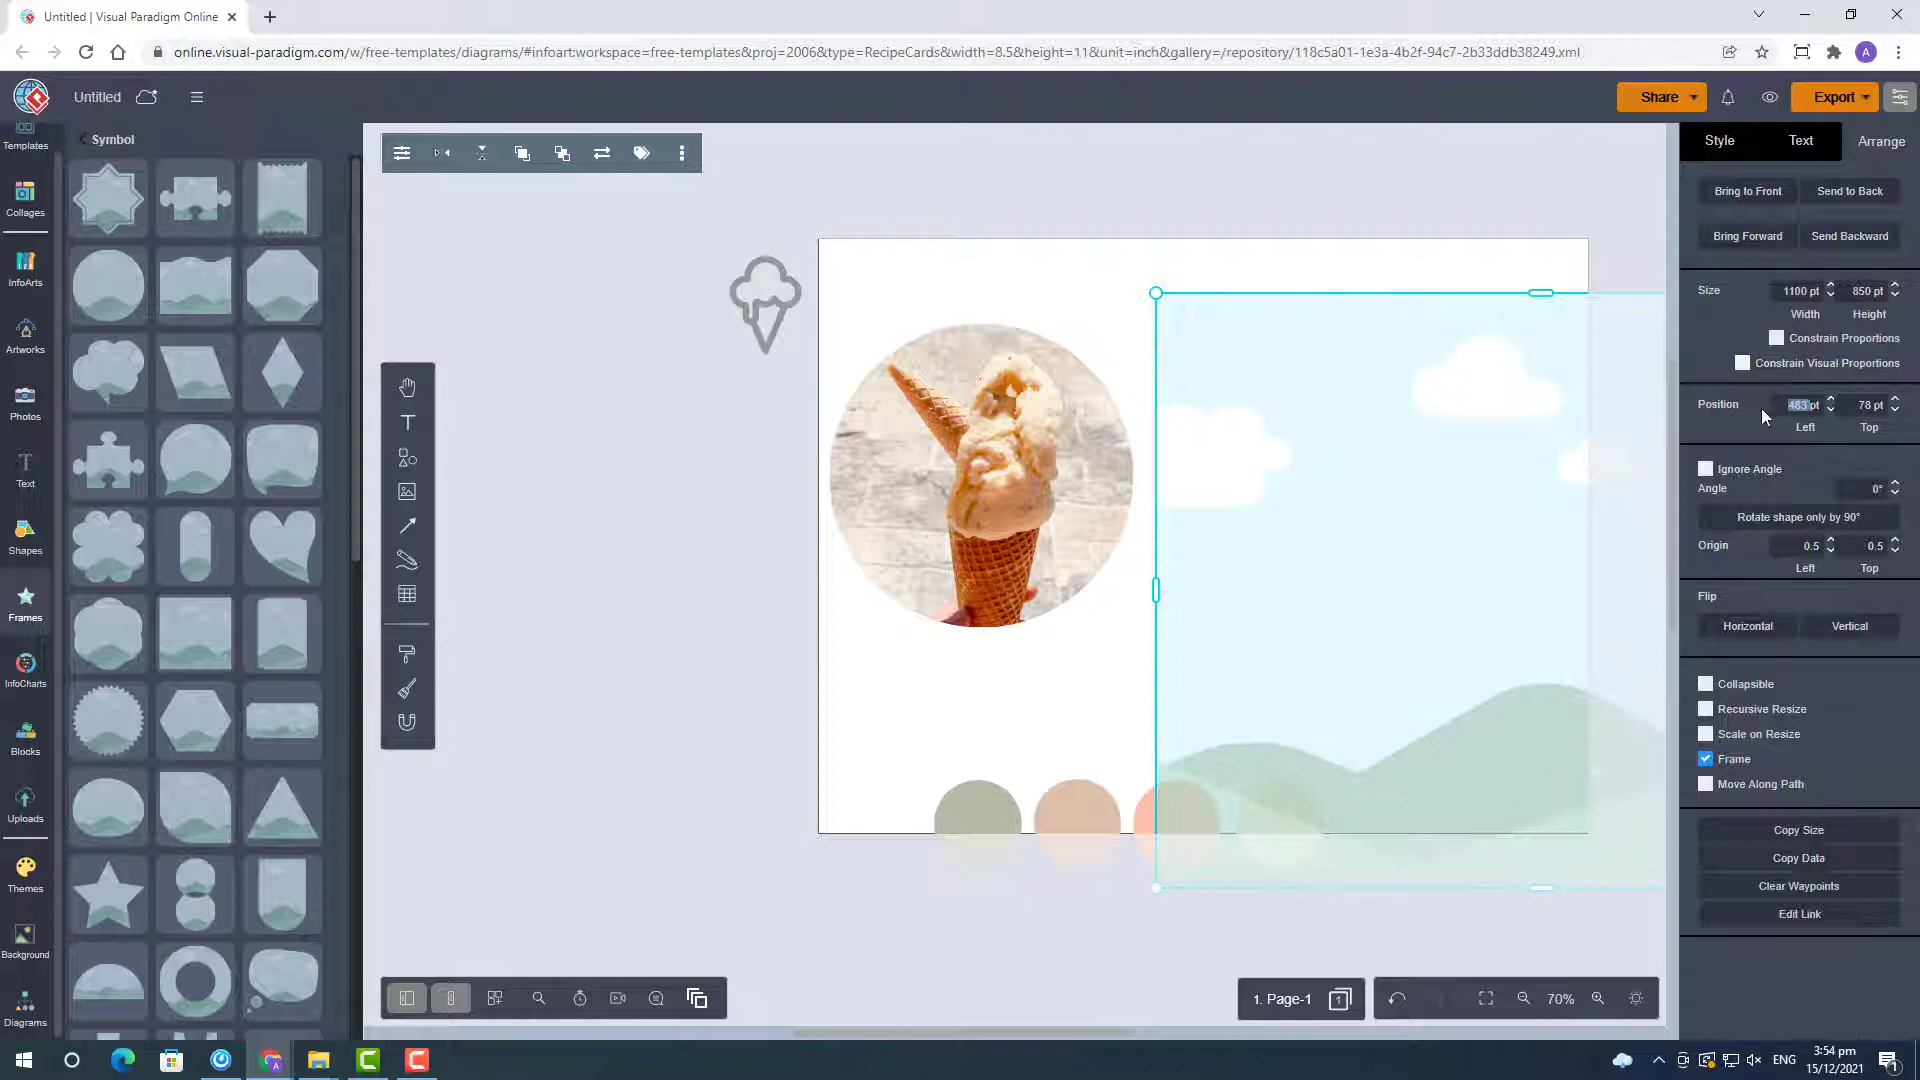 Untitled | Visual Paradigm Online
online.visual-paradigm.com/w/free-templates/diagrams/#infoart:workspace=free-templates&proj=2006&type=RecipeCards&width=8.5&height=11&unit=inch&gallery=/repository/118c5a01-1e3a-4b2f-94c7-2b33ddb38249.xml
A
Untitled
Share
Export
Templates
Collages
InfoArts
Artworks
Photos
Text
Shapes
Frames
InfoCharts
Blocks
Uploads
Themes
Background
Diagrams
Symbol
T
1. Page-1
1
70%
Style Text Arrange
Bring to Front Send to Back
Bring Forward Send Backward
Size 1100 pt 850 pt
Width Height
Constrain Proportions
Constrain Visual Proportions
Position 483 pt 78 pt
Left Top
Ignore Angle
Angle 0°
Rotate shape only by 90°
Origin 0.5 0.5
Left Top
Flip
Horizontal Vertical
Collapsible
Recursive Resize
Scale on Resize
Frame
Move Along Path
Copy Size
Copy Data
Clear Waypoints
Edit Link
ENG
3:54 pm
15/12/2021
1